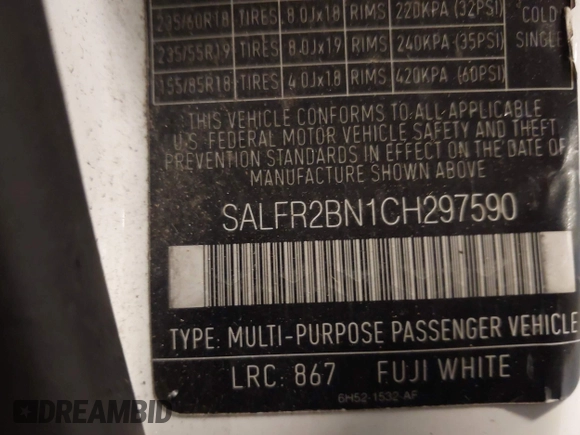 235/60R18 TIRES 8.0Jx18 RIMS 220KPA (32PSI)
COLD
235/55R19 TIRES 8.0Jx19 RIMS 240KPA (35PSI)
SINGLE
155/85R18 TIRES 4.0Jx18 RIMS 420KPA (60PSI)
THIS VEHICLE CONFORMS TO ALL APPLICABLE
U.S. FEDERAL MOTOR VEHICLE SAFETY AND THEFT
PREVENTION STANDARDS IN EFFECT ON THE DATE OF
MANUFACTURE SHOWN ABOVE
SALFR2BN1CH297590
TYPE: MULTI-PURPOSE PASSENGER VEHICLE
LRC: 867 FUJI WHITE
6H52-1532-AF
DREAMBID